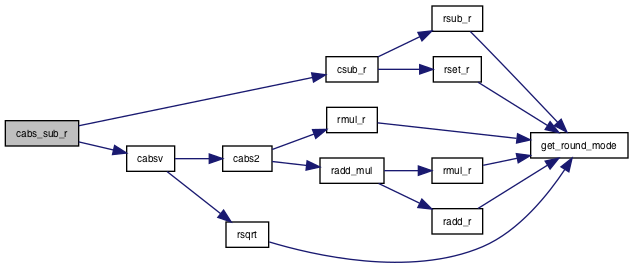 rsub_r
csub_r
rset_r
rmul_r
cabs_sub_r
get_round_mode
cabsv
cabs2
radd_mul
rmul_r
radd_r
rsqrt